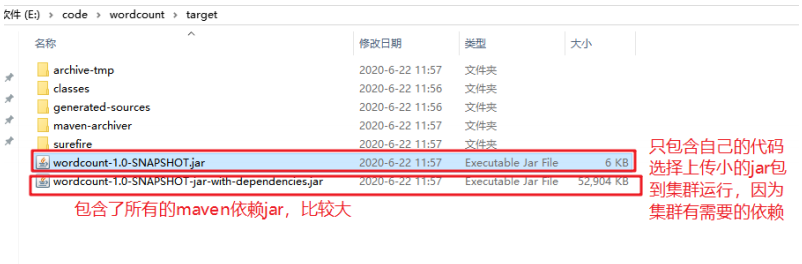 软件 (E:) > code > wordcount > target
名称 修改日期 类型 大小
archive-tmp 2020-6-22 11:57 文件夹
classes 2020-6-22 11:56 文件夹
generated-sources 2020-6-22 11:56 文件夹
maven-archiver 2020-6-22 11:57 文件夹
surefire 2020-6-22 11:57 文件夹
wordcount-1.0-SNAPSHOT.jar 2020-6-22 11:57 Executable Jar File 6 KB
wordcount-1.0-SNAPSHOT-jar-with-dependencies.jar 2020-6-22 11:57 Executable Jar File 52,904 KB
只包含自己的代码
选择上传小的jar包
到集群运行，因为
集群有需要的依赖
包含了所有的maven依赖jar，比较大